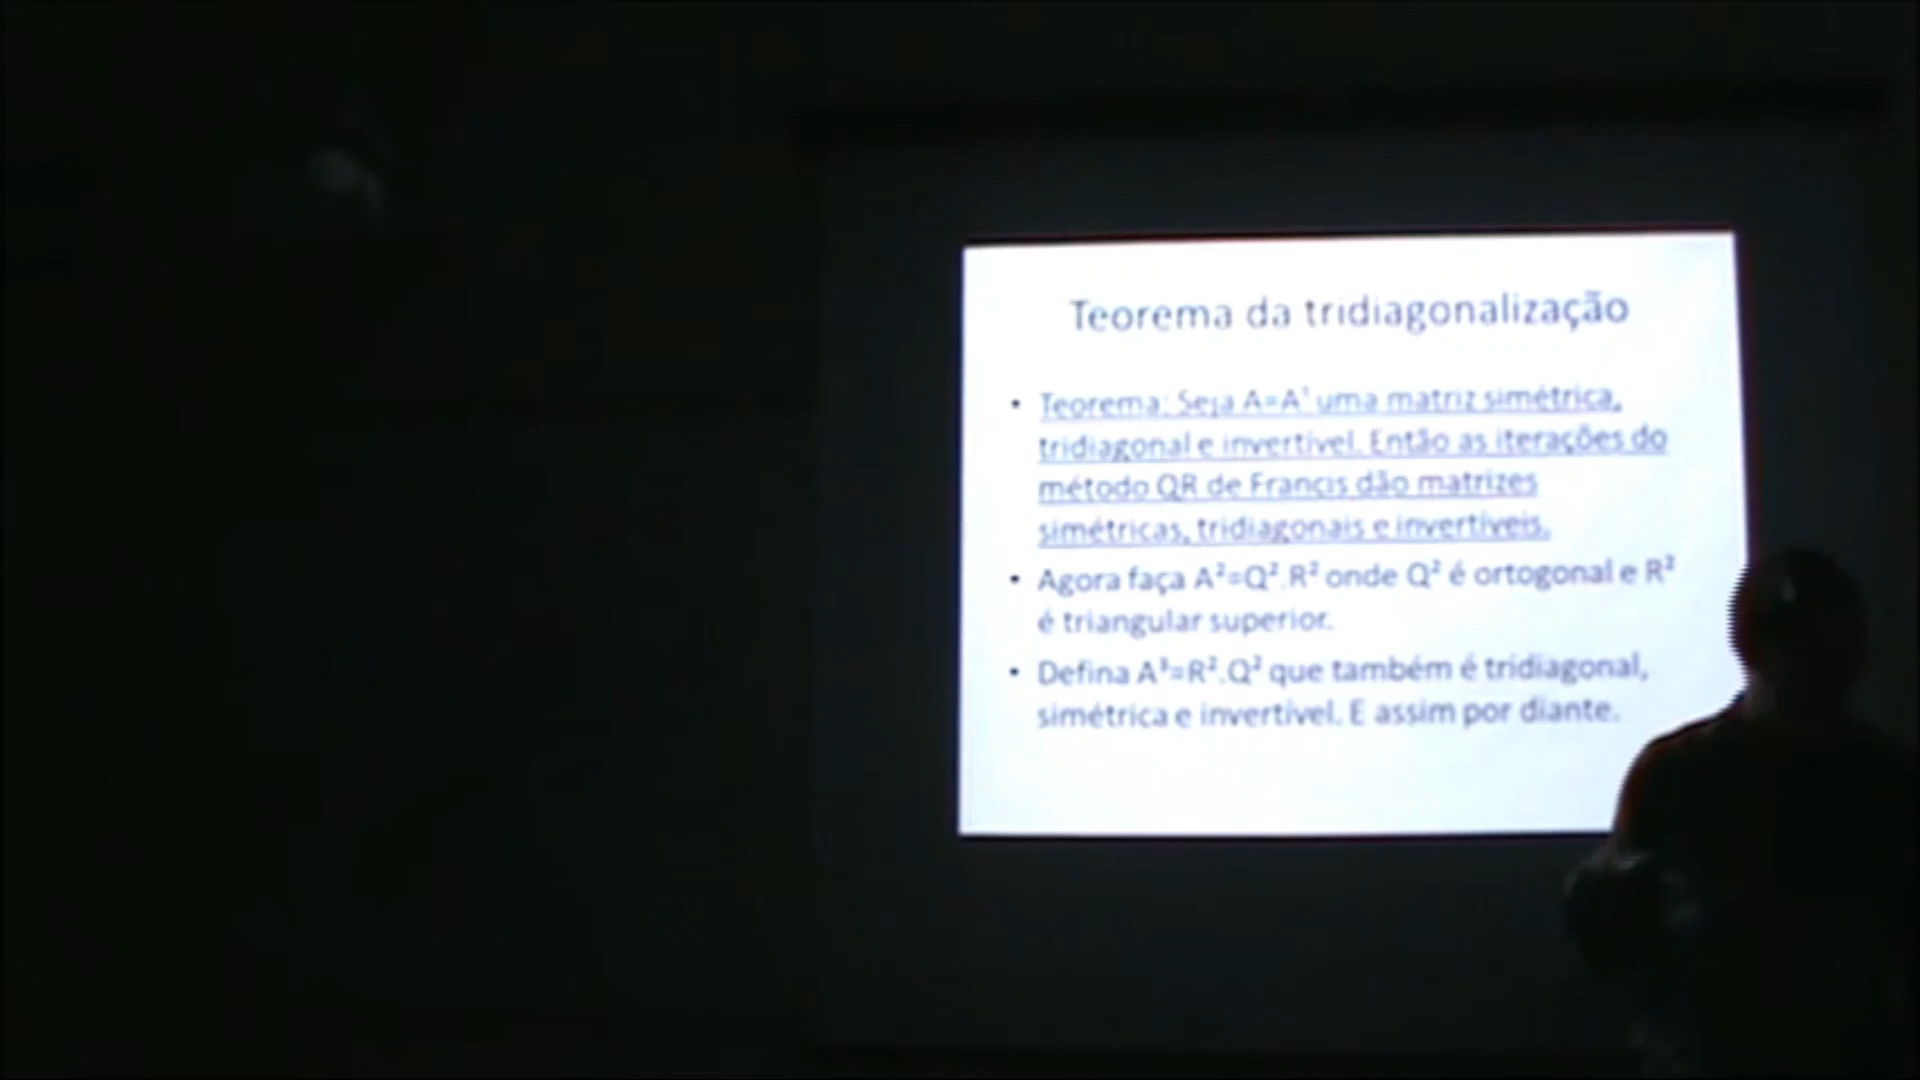 Teorema da tridiagonalização
• Teorema: Seja A=A¹ uma matriz simétrica,
tridiagonal e invertível. Então as iterações do
método QR de Francis dão matrizes
simétricas, tridiagonais e invertíveis.
• Agora faça A²=Q².R² onde Q² é ortogonal e R²
é triangular superior.
• Defina A³=R².Q² que também é tridiagonal,
simétrica e invertível. E assim por diante.